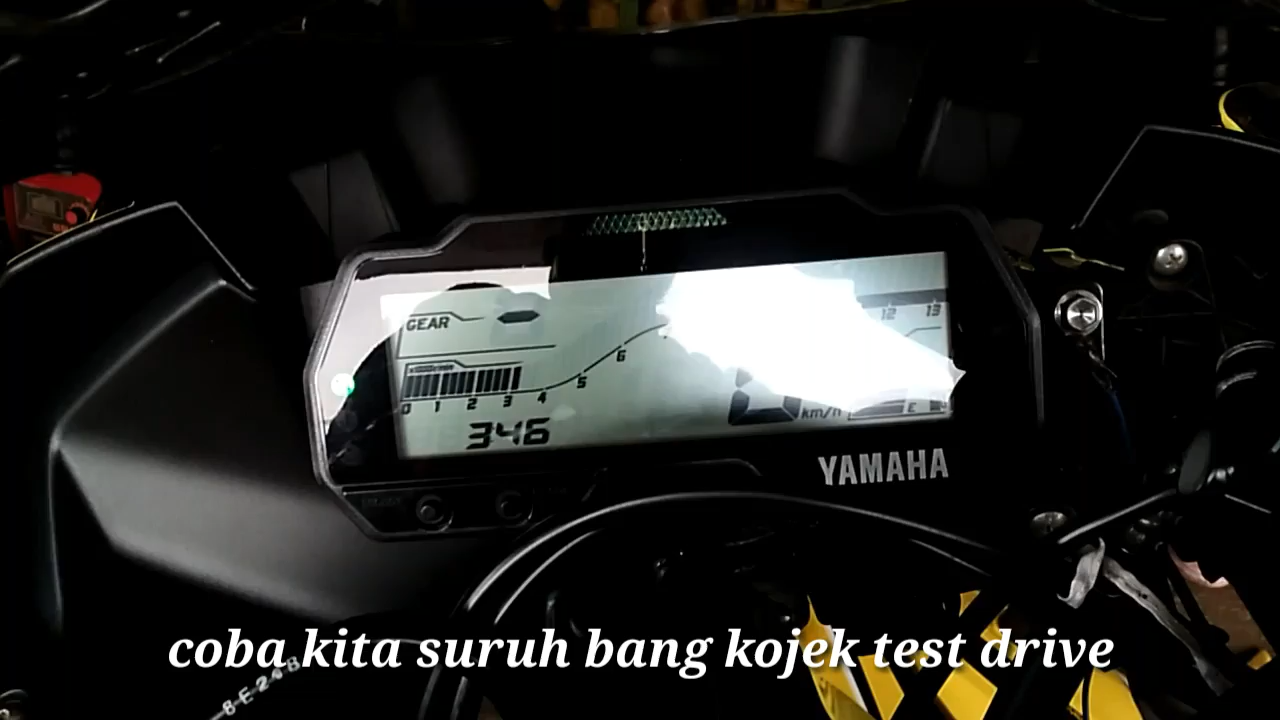 GEAR
12 13
0 1 2 3 4 5 6
346
0 km/h E
YAMAHA
coba kita suruh bang kojek test drive